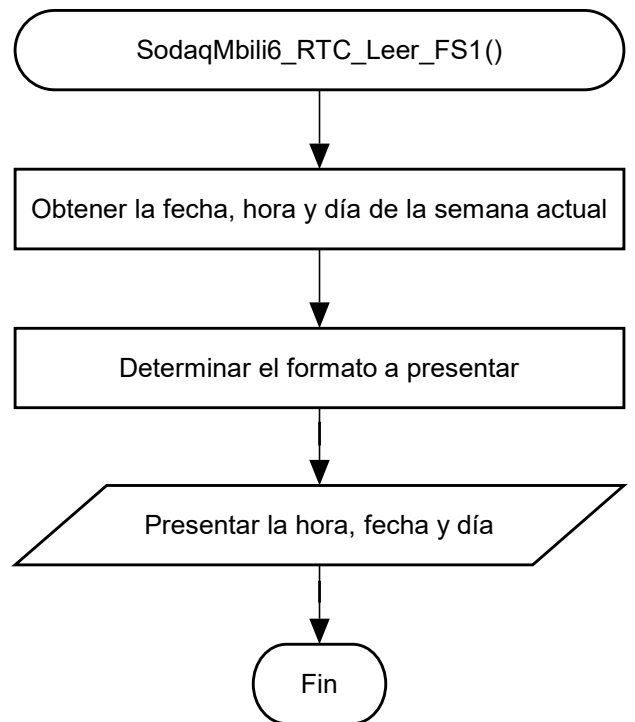 SodaqMbili6_RTC_Leer_FS1()
Obtener la fecha, hora y día de la semana actual
Determinar el formato a presentar
Presentar la hora, fecha y día
Fin